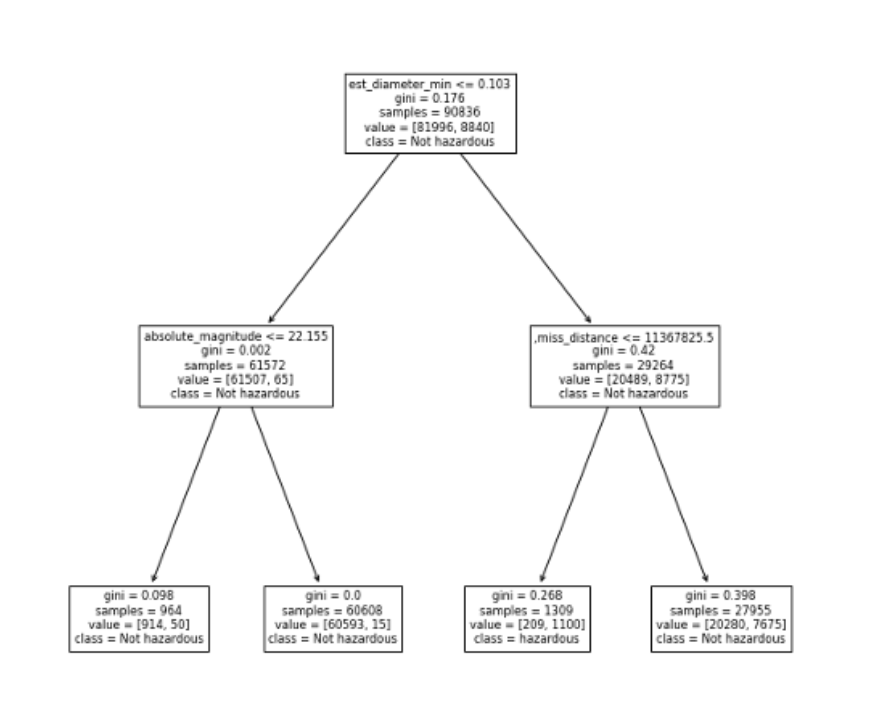 est_diameter_min <= 0.103
gini = 0.176
samples = 90836
value = [81996, 8840]
class = Not hazardous
absolute_magnitude <= 22.155
gini = 0.002
samples = 61572
value = [61507, 65]
class = Not hazardous
,miss_distance <= 11367825.5
gini = 0.42
samples = 29264
value = [20489, 8775]
class = Not hazardous
gini = 0.098
samples = 964
value = [914, 50]
class = Not hazardous
gini = 0.0
samples = 60608
value = [60593, 15]
class = Not hazardous
gini = 0.268
samples = 1309
value = [209, 1100]
class = hazardous
gini = 0.398
samples = 27955
value = [20280, 7675]
class = Not hazardous